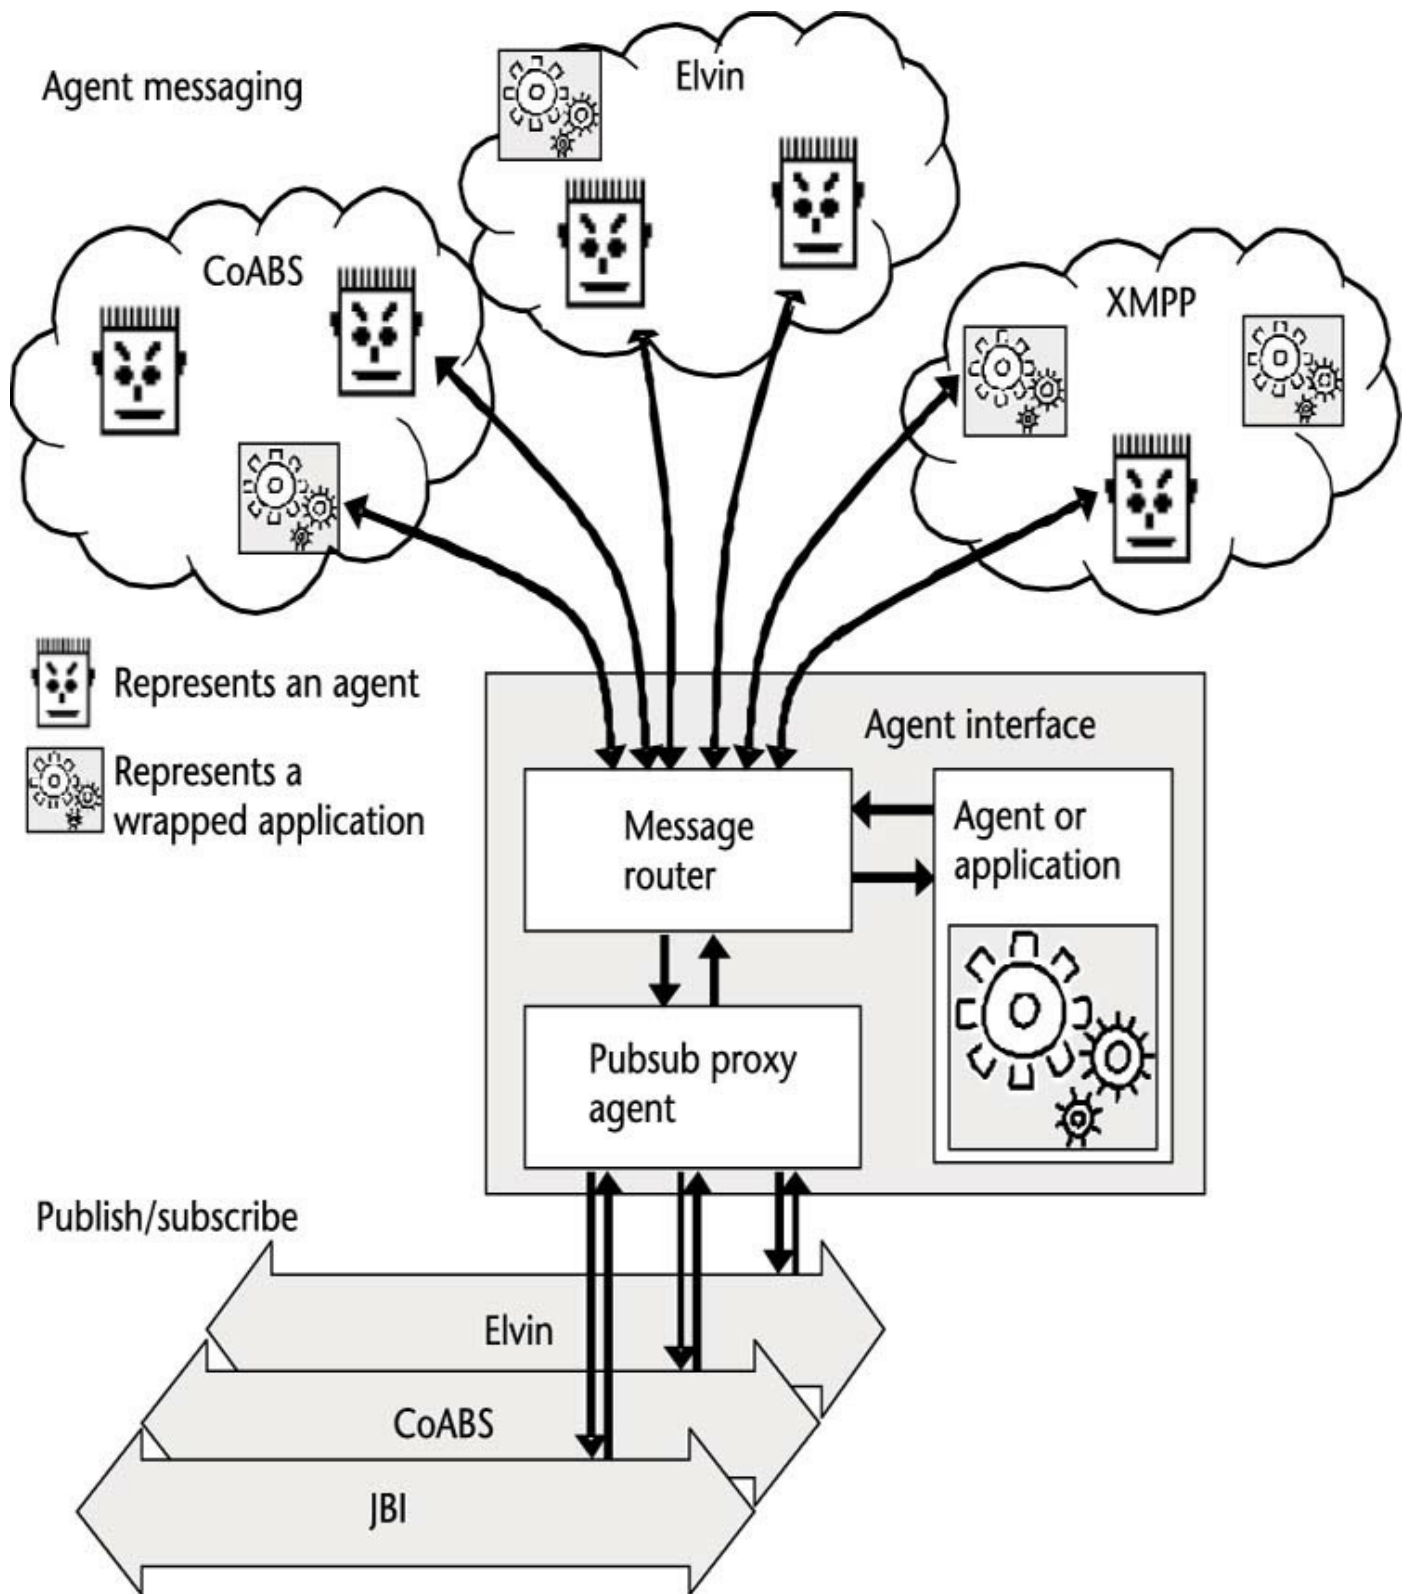 Agent messaging
Elvin
CoABS
XMPP
Represents an agent
Represents a
wrapped application
Agent interface
Message
router
Agent or
application
Pubsub proxy
agent
Publish/subscribe
Elvin
CoABS
JBI